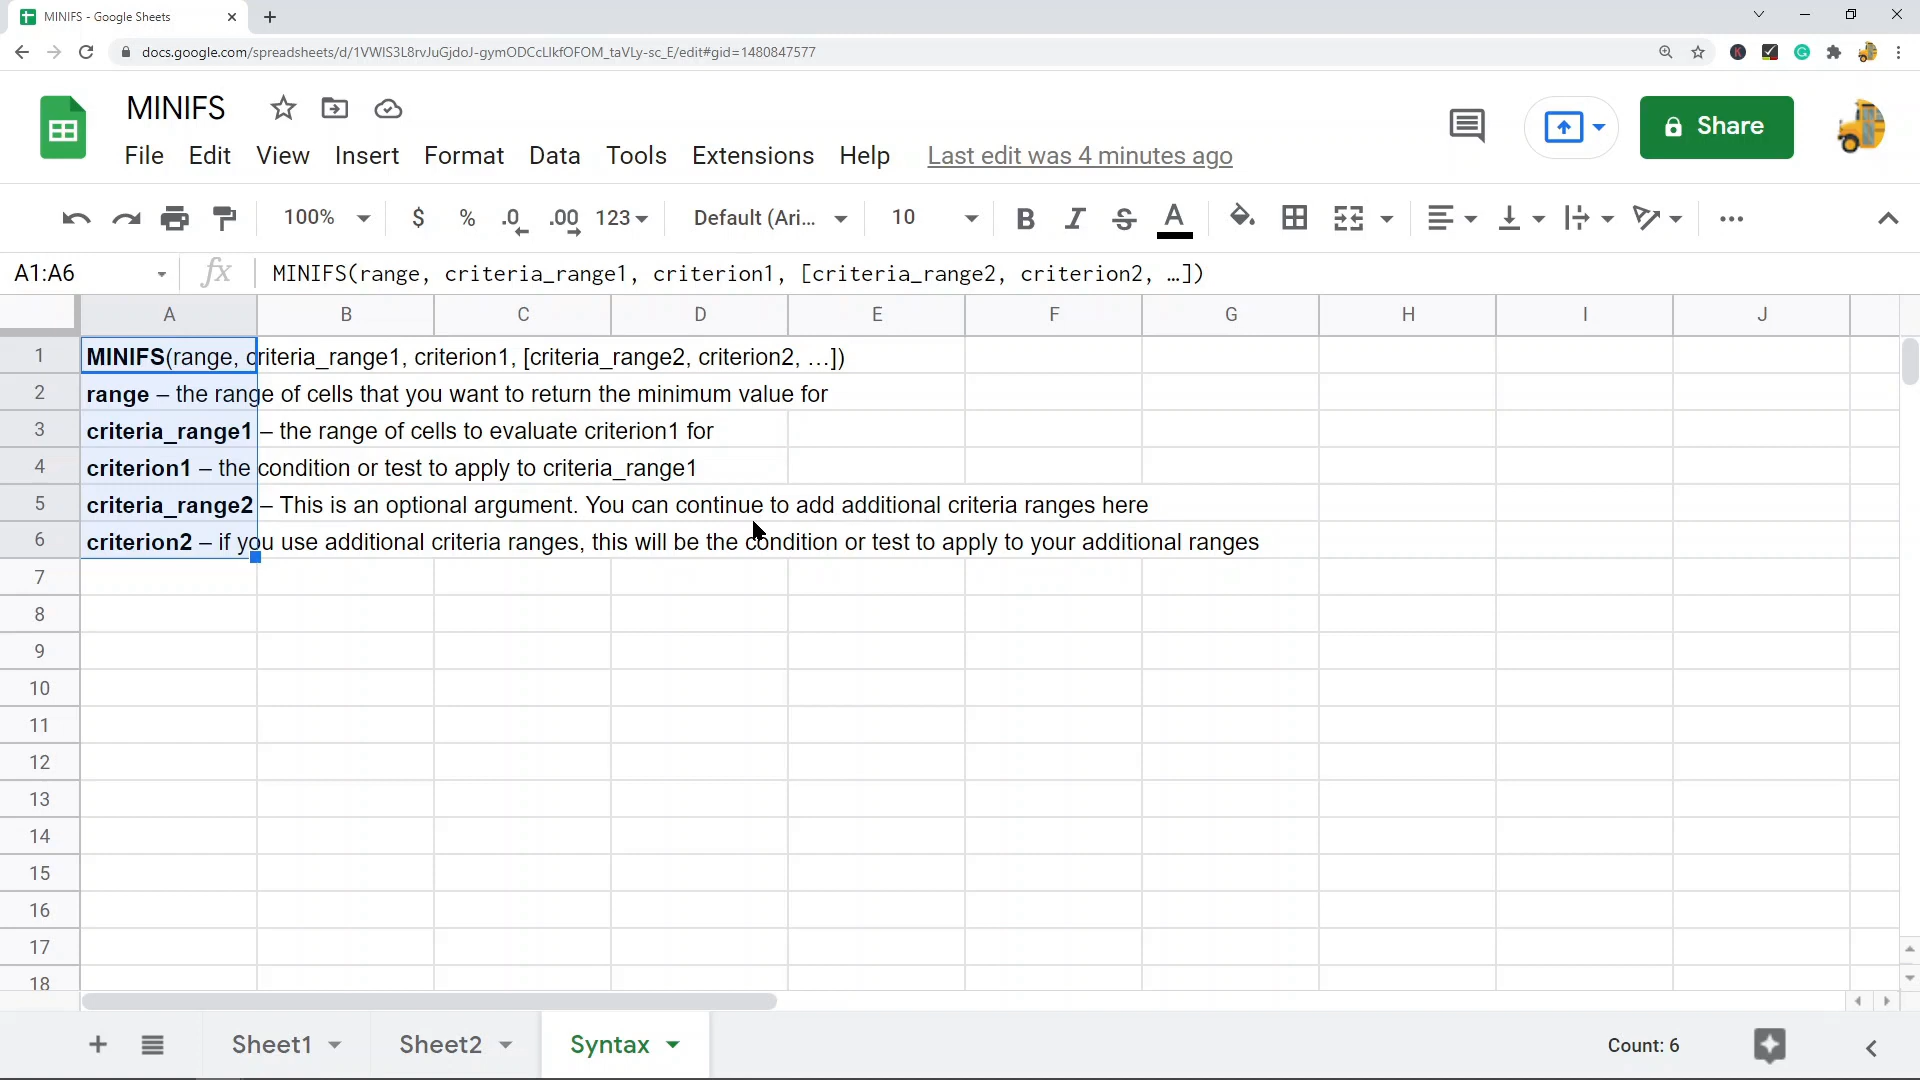 MINIFS - Google Sheets
docs.google.com/spreadsheets/d/1VWIS3L8rvJuGjdoJ-gymODCcLlkfOFOM_taVLy-sc_E/edit#gid=1480847577
MINIFS
Share
File Edit View Insert Format Data Tools Extensions Help Last edit was 4 minutes ago
100% $ % .0 .00 123 Default (Ari... 10 B I S A
A1:A6 fx MINIFS(range, criteria_range1, criterion1, [criteria_range2, criterion2, …])
A B C D E F G H I J
1 MINIFS(range, criteria_range1, criterion1, [criteria_range2, criterion2, …])
2 range – the range of cells that you want to return the minimum value for
3 criteria_range1 – the range of cells to evaluate criterion1 for
4 criterion1 – the condition or test to apply to criteria_range1
5 criteria_range2 – This is an optional argument. You can continue to add additional criteria ranges here
6 criterion2 – if you use additional criteria ranges, this will be the condition or test to apply to your additional ranges
7
8
9
10
11
12
13
14
15
16
17
18
Sheet1 Sheet2 Syntax Count: 6